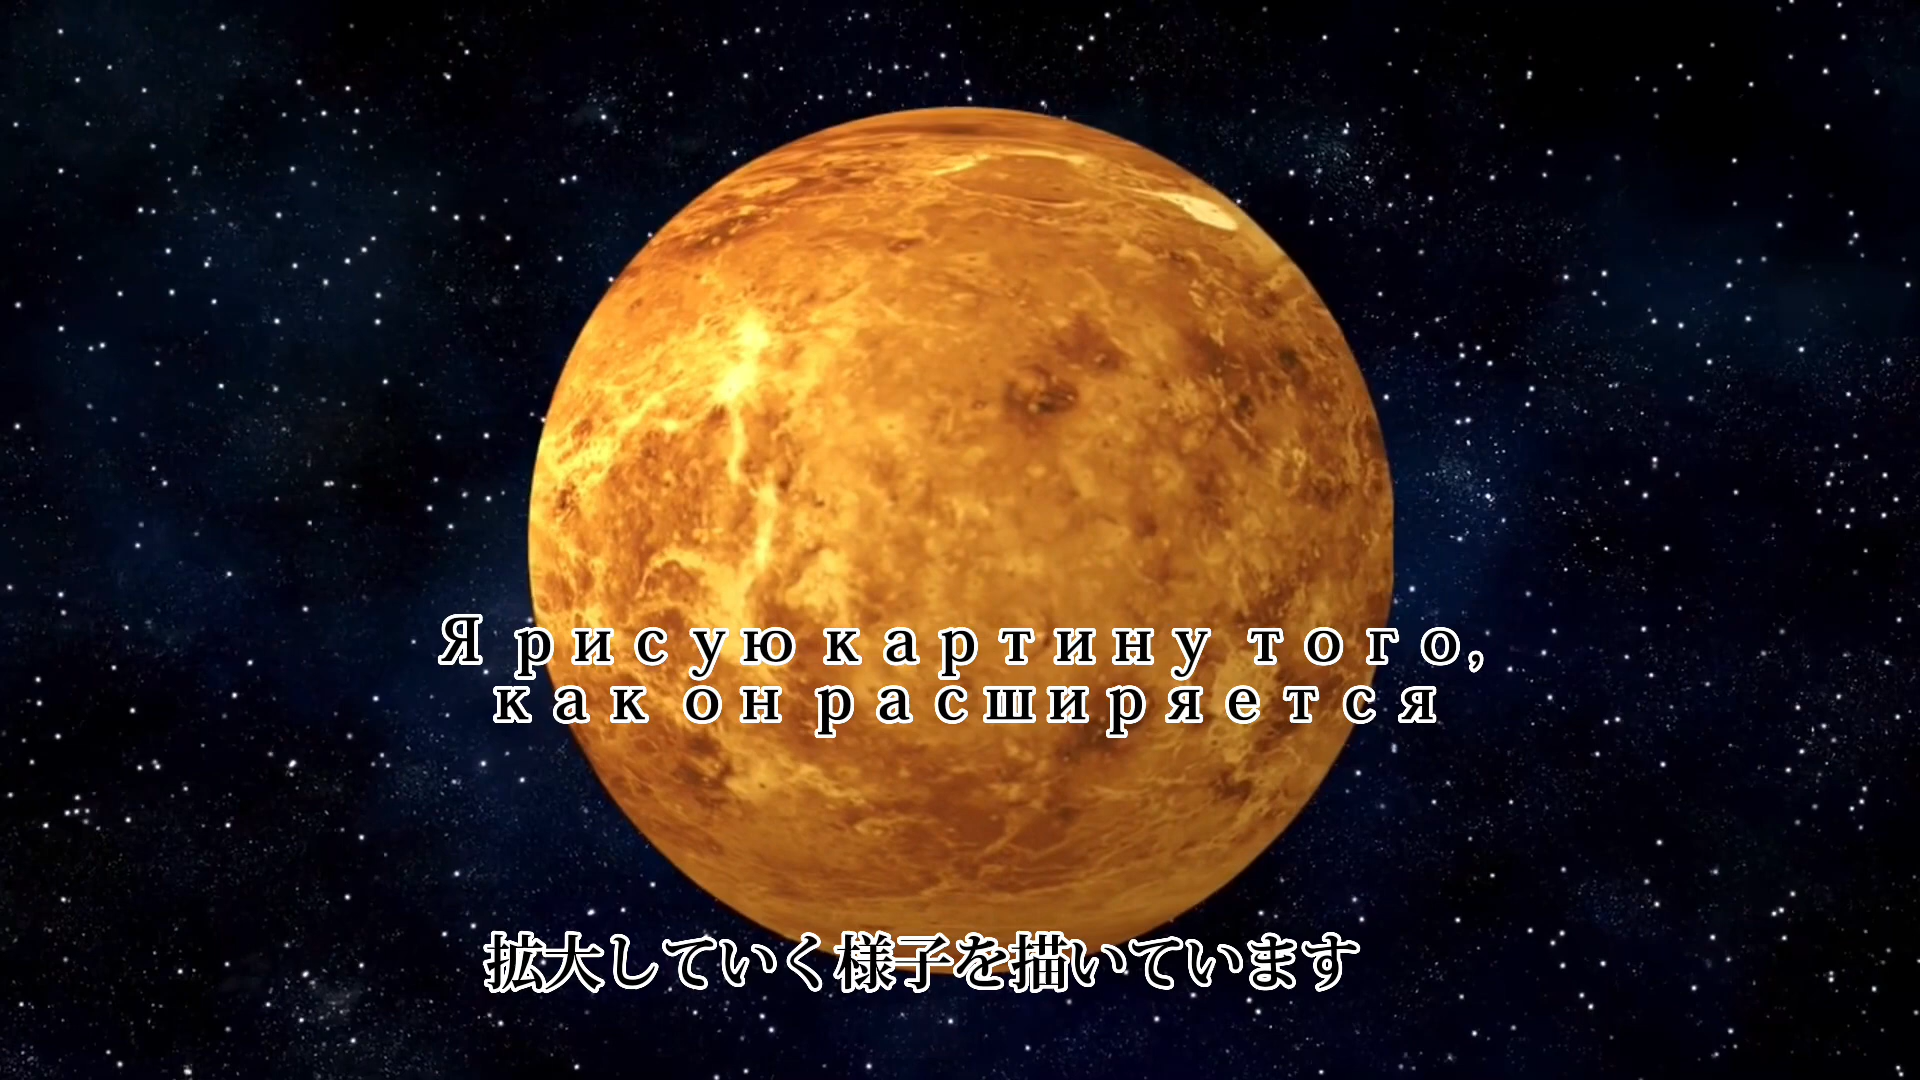 Я рисую картину того,
как он расширяется
拡大していく様子を描いています